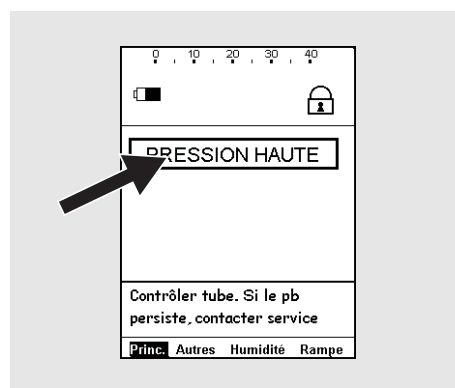 0 10 20 30 40
PRESSION HAUTE
Contrôler tube. Si le pb
persiste, contacter service
Princ. Autres Humidité Rampe